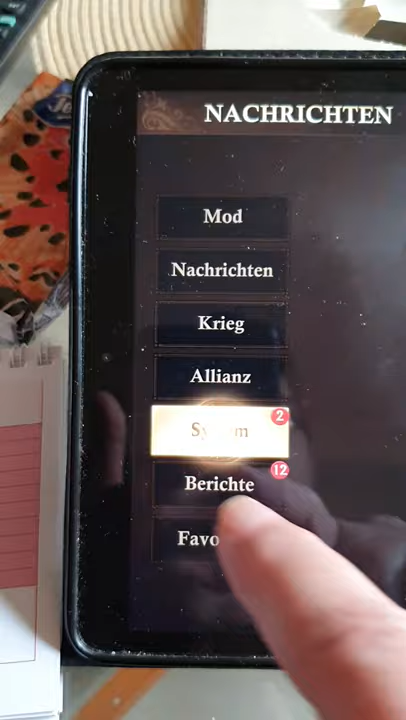 NACHRICHTEN
Mod
Nachrichten
Krieg
Allianz
2
12
Berichte